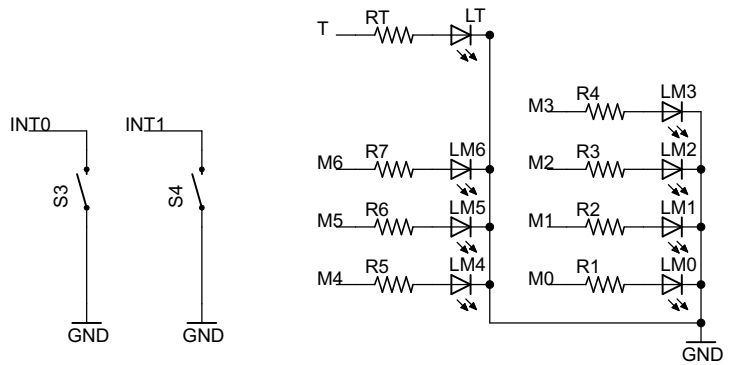 T RT LT
R4 LM3
M3
INT0 INT1
R7 LM6 R3 LM2
M6 M2
S3 S4
R6 LM5 R2 LM1
M5 M1
R5 LM4 R1 LM0
M4 M0
GND GND
GND